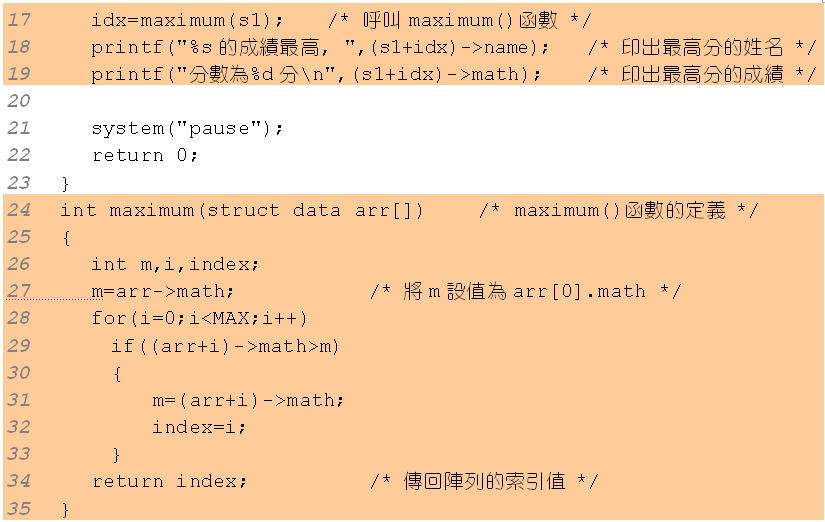 17 idx=maximum(s1); /* 呼叫 maximum()函數 */
18 printf("%s 的成績最高, ",(s1+idx)->name); /* 印出最高分的姓名 */
19 printf("分數為%d 分\n",(s1+idx)->math); /* 印出最高分的成績 */
20
21 system("pause");
22 return 0;
23 }
24 int maximum(struct data arr[]) /* maximum()函數的定義 */
25 {
26 int m,i,index;
27 m=arr->math; /* 將 m 設值為 arr[0].math */
28 for(i=0;i<MAX;i++)
29 if((arr+i)->math>m)
30 {
31 m=(arr+i)->math;
32 index=i;
33 }
34 return index; /* 傳回陣列的索引值 */
35 }